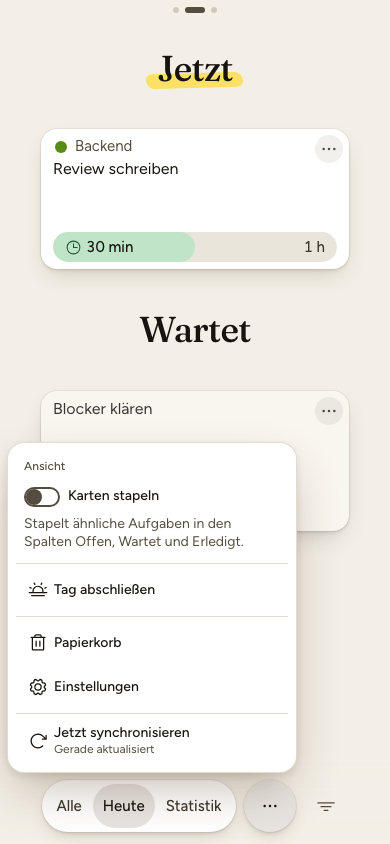 Jetzt
Backend
Review schreiben
30 min 1 h
Wartet
Blocker klären
Ansicht
Karten stapeln
Stapelt ähnliche Aufgaben in den
Spalten Offen, Wartet und Erledigt.
Tag abschließen
Papierkorb
Einstellungen
Jetzt synchronisieren
Gerade aktualisiert
Alle Heute Statistik